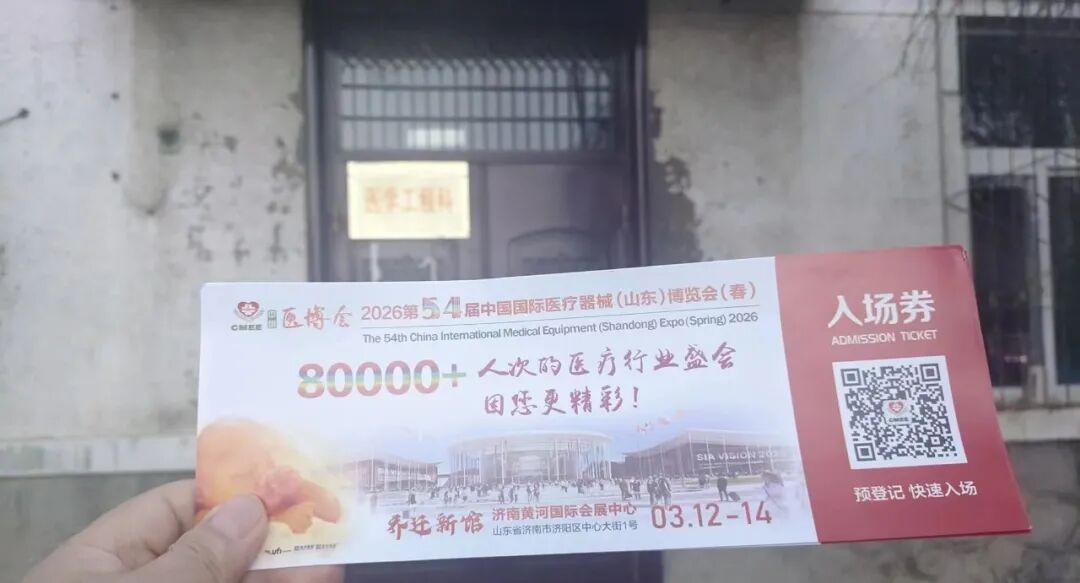 医学工程科
CMEE 医博会
2026第54届中国国际医疗器械(山东)博览会(春)
The 54th China International Medical Equipment (Shandong) Expo (Spring) 2026
80000+人次的医疗行业盛会
因您更精彩!
乔迁新馆
济南黄河国际会展中心
山东省济南市济阳区中心大街1号
03.12-14
入场券
ADMISSION TICKET
CMEE
预登记 快速入场